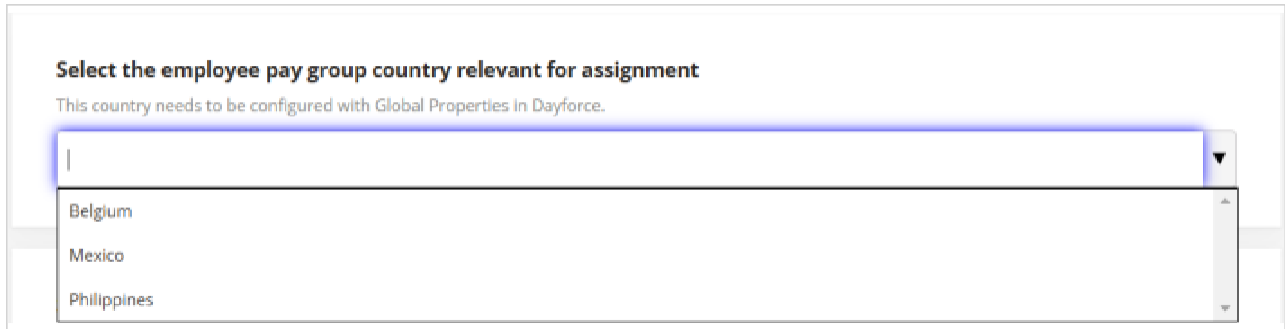 Select the employee pay group country relevant for assignment
This country needs to be configured with Global Properties in Dayforce.
Belgium
Mexico
Philippines